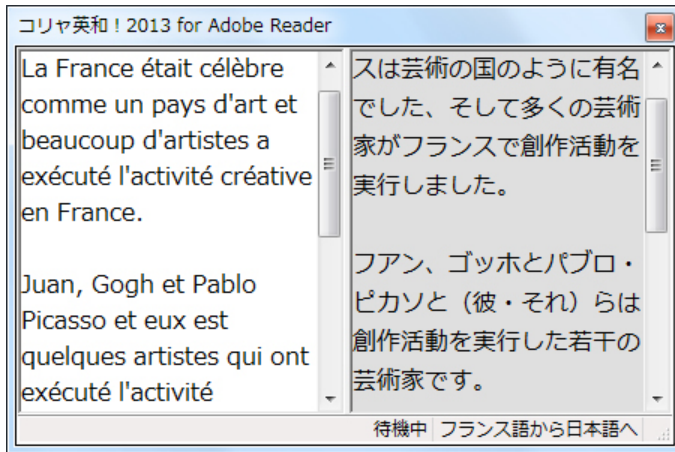 コリャ英和！2013 for Adobe Reader
La France était célèbre
comme un pays d'art et
beaucoup d'artistes a
exécuté l'activité créative
en France.
Juan, Gogh et Pablo
Picasso et eux est
quelques artistes qui ont
exécuté l'activité
スは芸術の国のように有名
でした、そして多くの芸術
家がフランスで創作活動を
実行しました。
フアン、ゴッホとパブロ・
ピカソと（彼・それ）らは
創作活動を実行した若干の
芸術家です。
待機中 フランス語から日本語へ